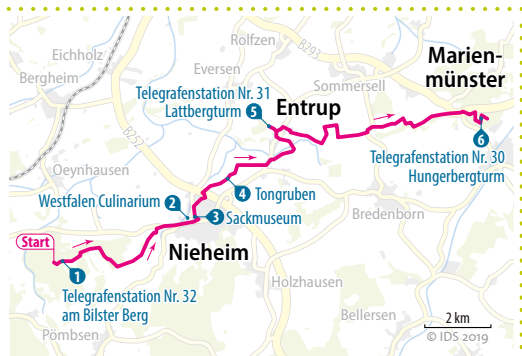 Eichholz
Bergheim
Rolfzen
B293
Marien-
münster
Eversen
Sommersell
Telegrafenstation Nr. 31
Lattbergturm 5
Entrup
B252
6
Telegrafenstation Nr. 30
Hungerbergturm
Oeynhausen
4 Tongruben
Westfalen Culinarium 2
3 Sackmuseum
Bredenborn
Start
Nieheim
1
Telegrafenstation Nr. 32
am Bilster Berg
Holzhausen
Bellersen
2 km
Pömbsen
© IDS 2019